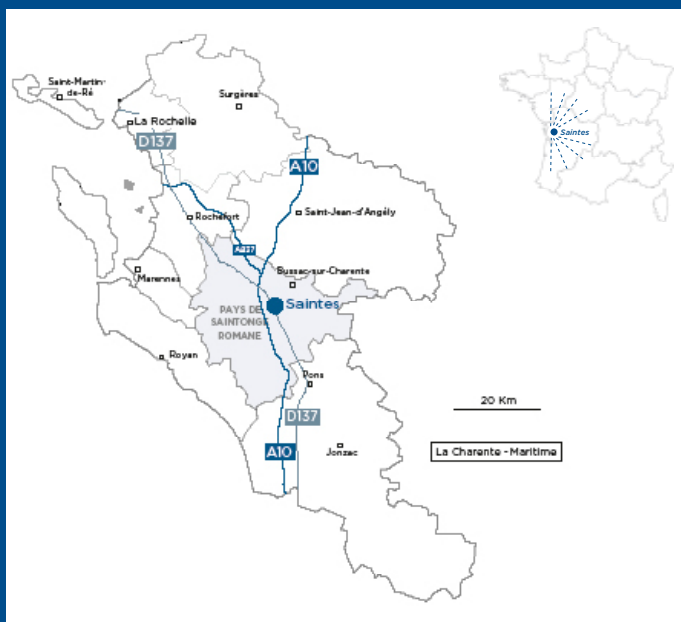 Saint-Martin-
de-Ré
Surgères
La Rochelle
D137
A10
Saintes
Rochefort
Saint-Jean-d'Angély
Bussac-sur-Charente
Marennes
Saintes
PAYS DE
SAINTONGE
ROMANE
Royan
Pons
20 Km
D137
A10
Jonzac
La Charente - Maritime